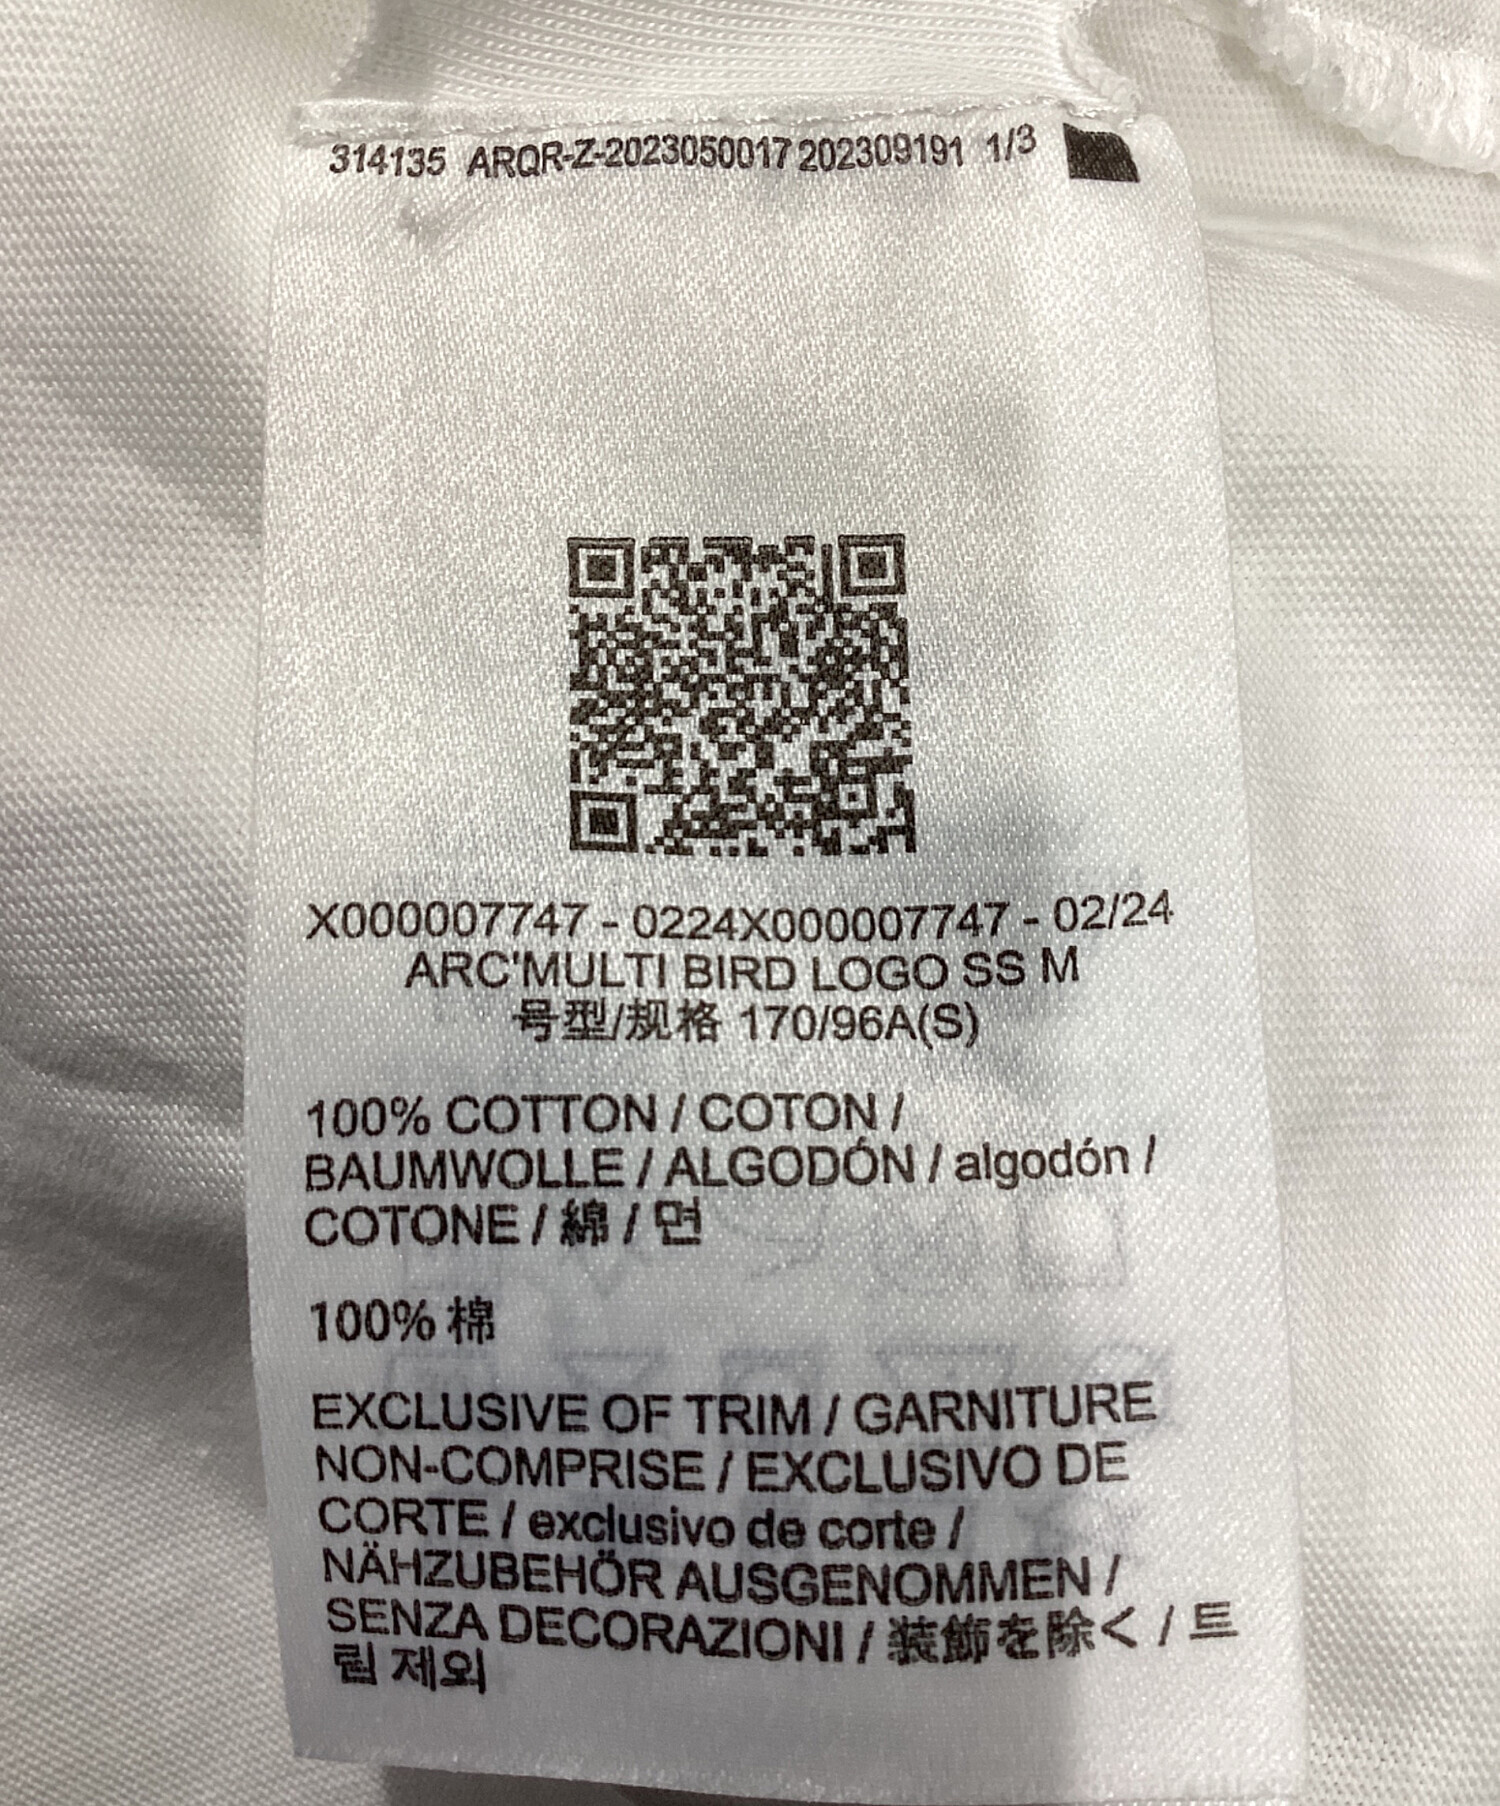 314135 ARQR-Z-2023050017 202309191 1/3
X000007747 - 0224X000007747 - 02/24
ARC'MULTI BIRD LOGO SS M
号型/规格 170/96A(S)
100% COTTON / COTON /
BAUMWOLLE / ALGODÓN / algodón /
COTONE / 綿 / 면
100% 棉
EXCLUSIVE OF TRIM / GARNITURE
NON-COMPRISE / EXCLUSIVO DE
CORTE / exclusivo de corte /
NÄHZUBEHÖR AUSGENOMMEN /
SENZA DECORAZIONI / 装飾を除く / 트
림 제외